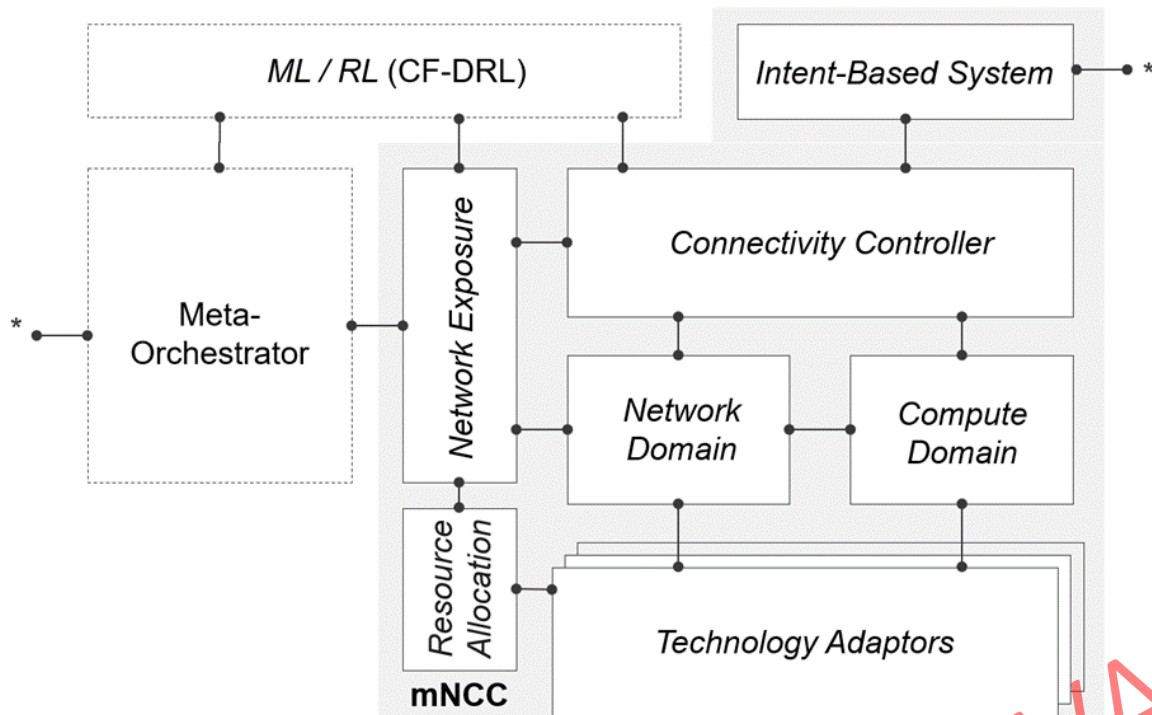 ML / RL (CF-DRL)
Intent-Based System
*
Network Exposure
Connectivity Controller
*
Meta-
Orchestrator
Network
Domain
Compute
Domain
Resource
Allocation
Technology Adaptors
mNCC